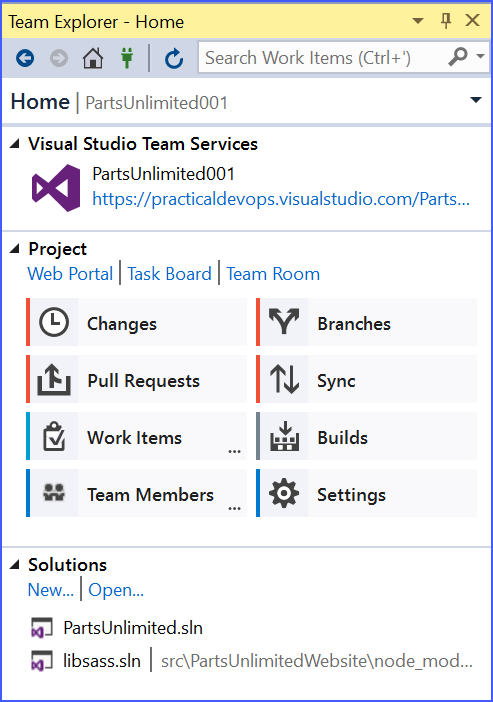 Team Explorer - Home
Search Work Items (Ctrl+')
Home | PartsUnlimited001
Visual Studio Team Services
PartsUnlimited001
https://practicaldevops.visualstudio.com/Parts...
Project
Web Portal | Task Board | Team Room
Changes Branches
Pull Requests Sync
Work Items ... Builds
Team Members ... Settings
Solutions
New... | Open...
PartsUnlimited.sln
libsass.sln | src\PartsUnlimitedWebsite\node_mod...